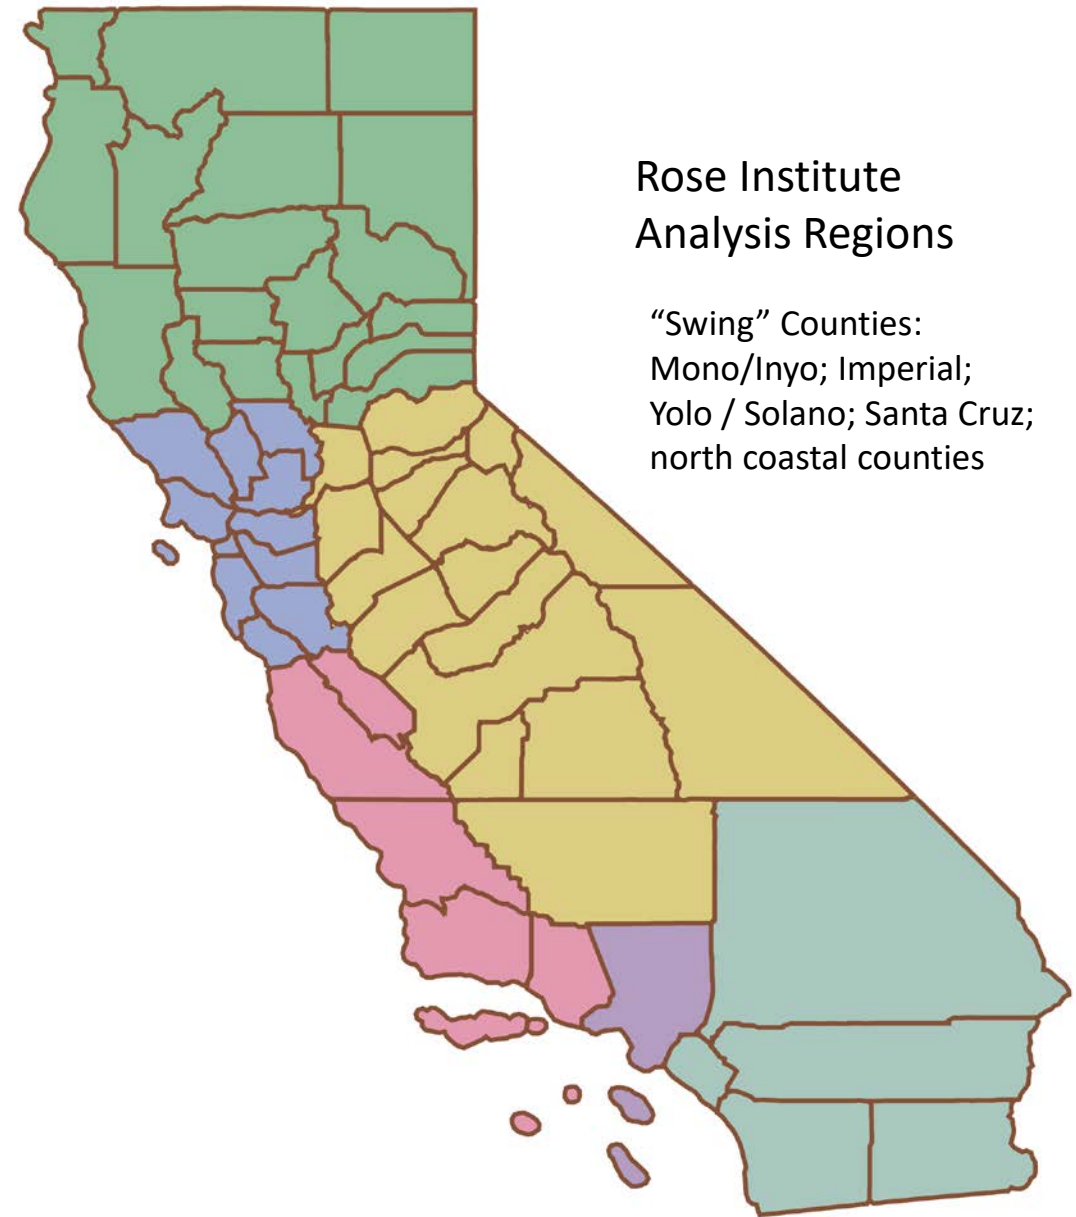 Rose Institute
Analysis Regions
“Swing” Counties:
Mono/Inyo; Imperial;
Yolo / Solano; Santa Cruz;
north coastal counties